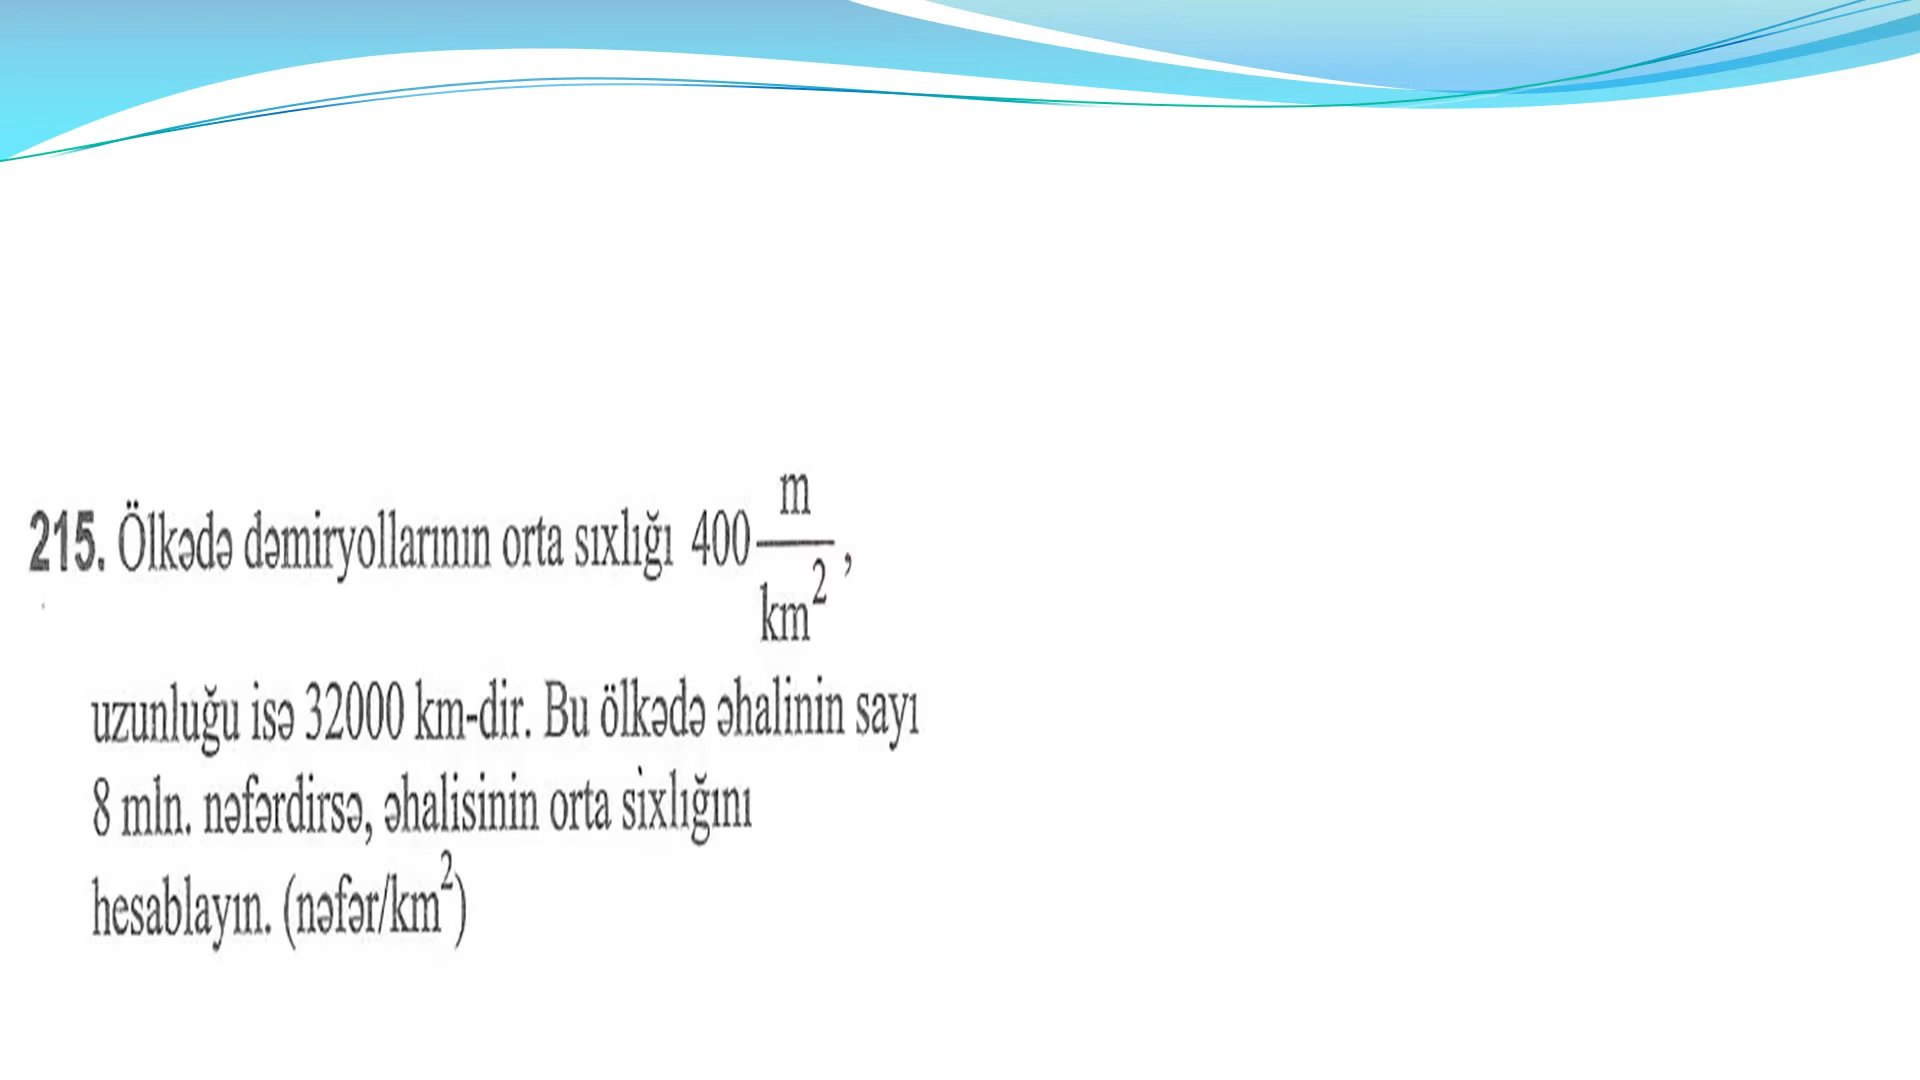 215. Ölkədə dəmiryollarının orta sıxlığı 400 m/km²,
uzunluğu isə 32000 km-dir. Bu ölkədə əhalinin sayı
8 mln. nəfərdirsə, əhalisinin orta sixlığını
hesablayın. (nəfər/km²)